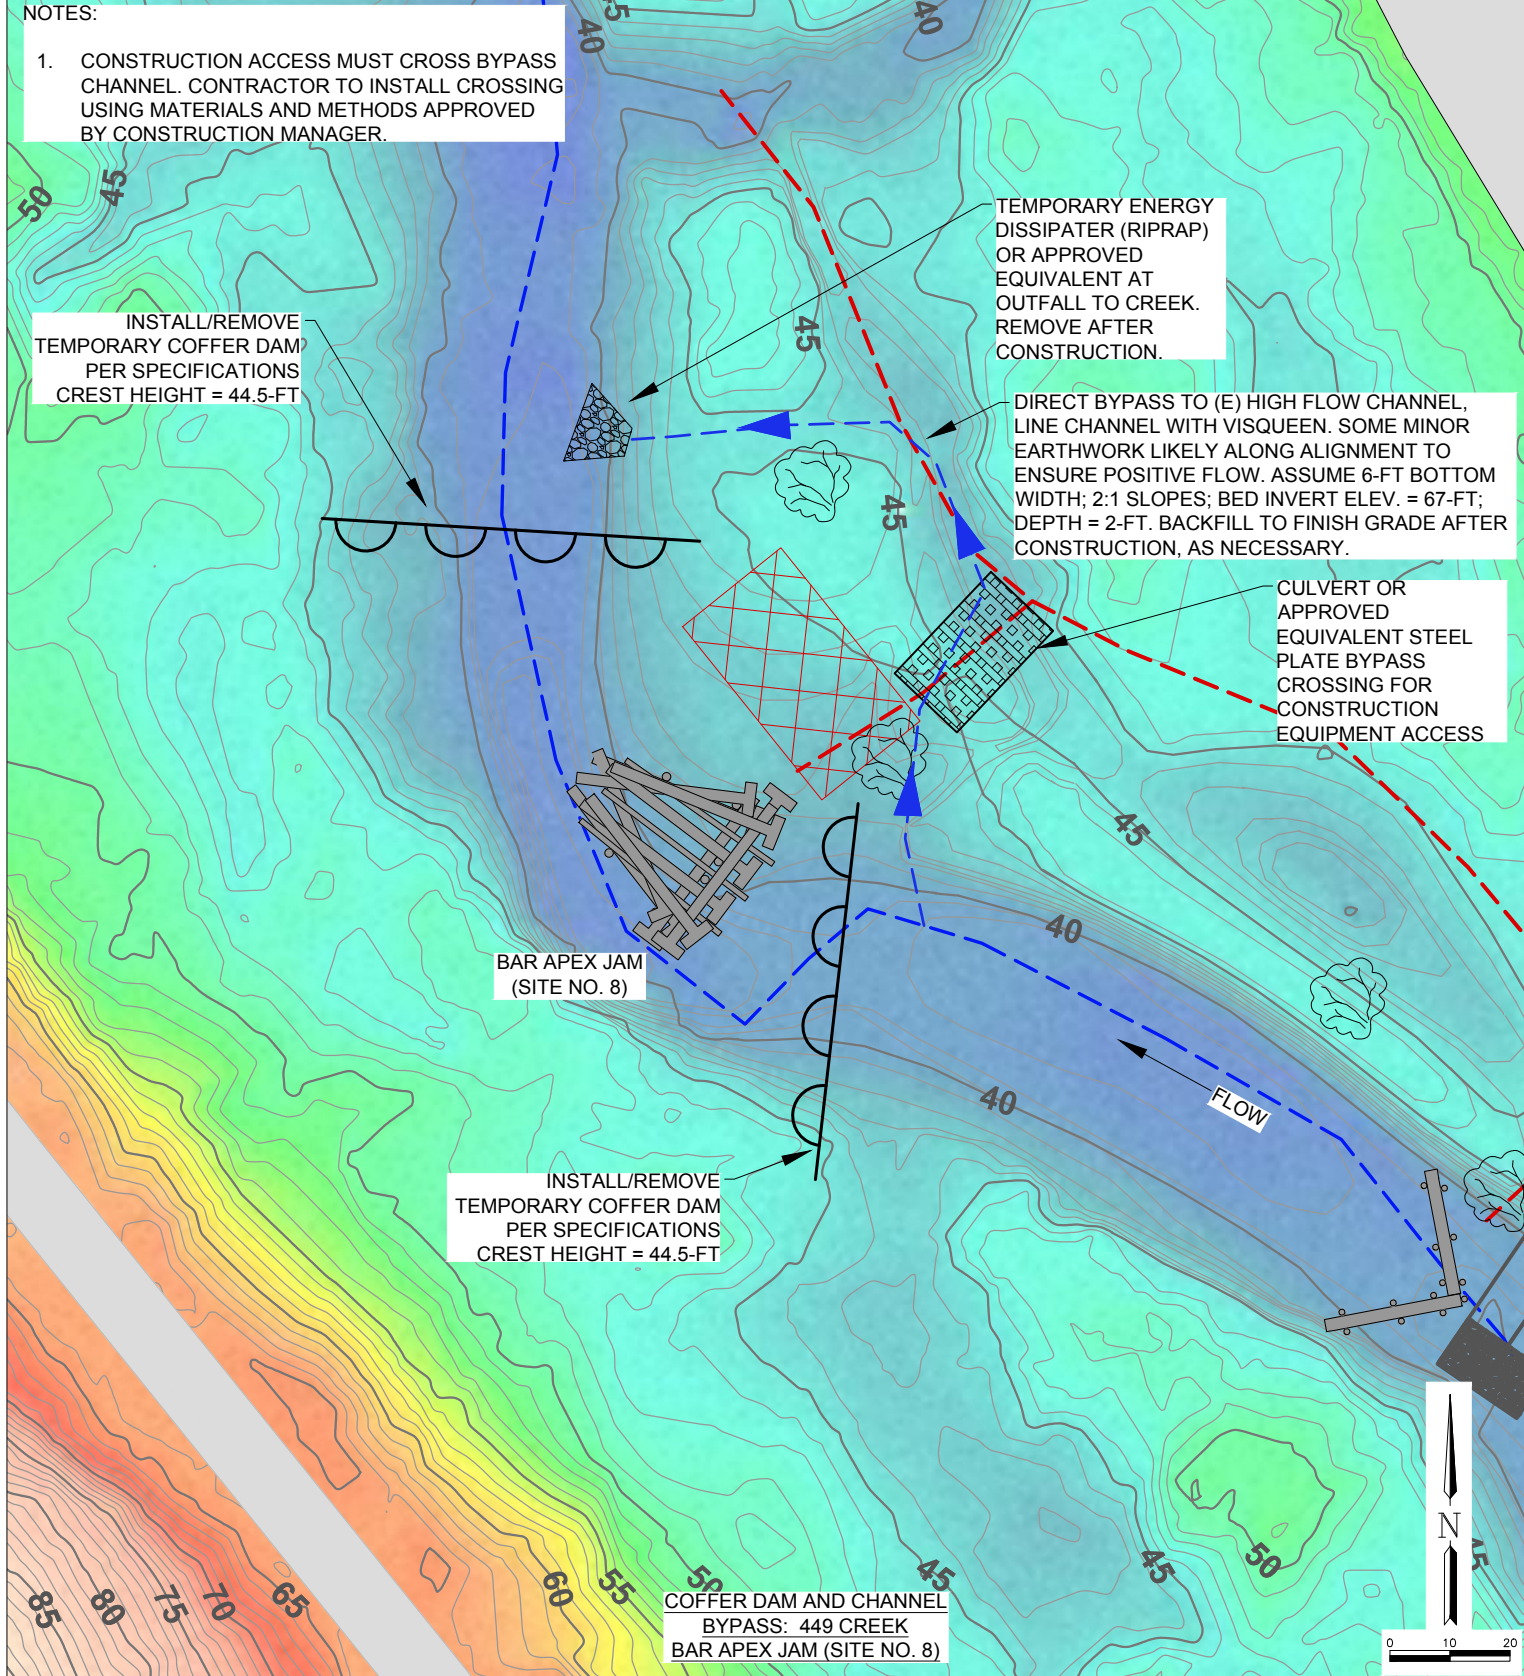 NOTES:
1. CONSTRUCTION ACCESS MUST CROSS BYPASS
CHANNEL. CONTRACTOR TO INSTALL CROSSING
USING MATERIALS AND METHODS APPROVED
BY CONSTRUCTION MANAGER.
45
40
40
50
45
TEMPORARY ENERGY
DISSIPATER (RIPRAP)
OR APPROVED
EQUIVALENT AT
OUTFALL TO CREEK.
REMOVE AFTER
CONSTRUCTION.
INSTALL/REMOVE
TEMPORARY COFFER DAM
PER SPECIFICATIONS
CREST HEIGHT = 44.5-FT
45
DIRECT BYPASS TO (E) HIGH FLOW CHANNEL,
LINE CHANNEL WITH VISQUEEN. SOME MINOR
EARTHWORK LIKELY ALONG ALIGNMENT TO
ENSURE POSITIVE FLOW. ASSUME 6-FT BOTTOM
WIDTH; 2:1 SLOPES; BED INVERT ELEV. = 67-FT;
DEPTH = 2-FT. BACKFILL TO FINISH GRADE AFTER
CONSTRUCTION, AS NECESSARY.
45
CULVERT OR
APPROVED
EQUIVALENT STEEL
PLATE BYPASS
CROSSING FOR
CONSTRUCTION
EQUIPMENT ACCESS
45
40
BAR APEX JAM
(SITE NO. 8)
40
FLOW
INSTALL/REMOVE
TEMPORARY COFFER DAM
PER SPECIFICATIONS
CREST HEIGHT = 44.5-FT
N
85
80
75
70
65
60
55
50
45
45
50
45
COFFER DAM AND CHANNEL
BYPASS: 449 CREEK
BAR APEX JAM (SITE NO. 8)
0 10 20